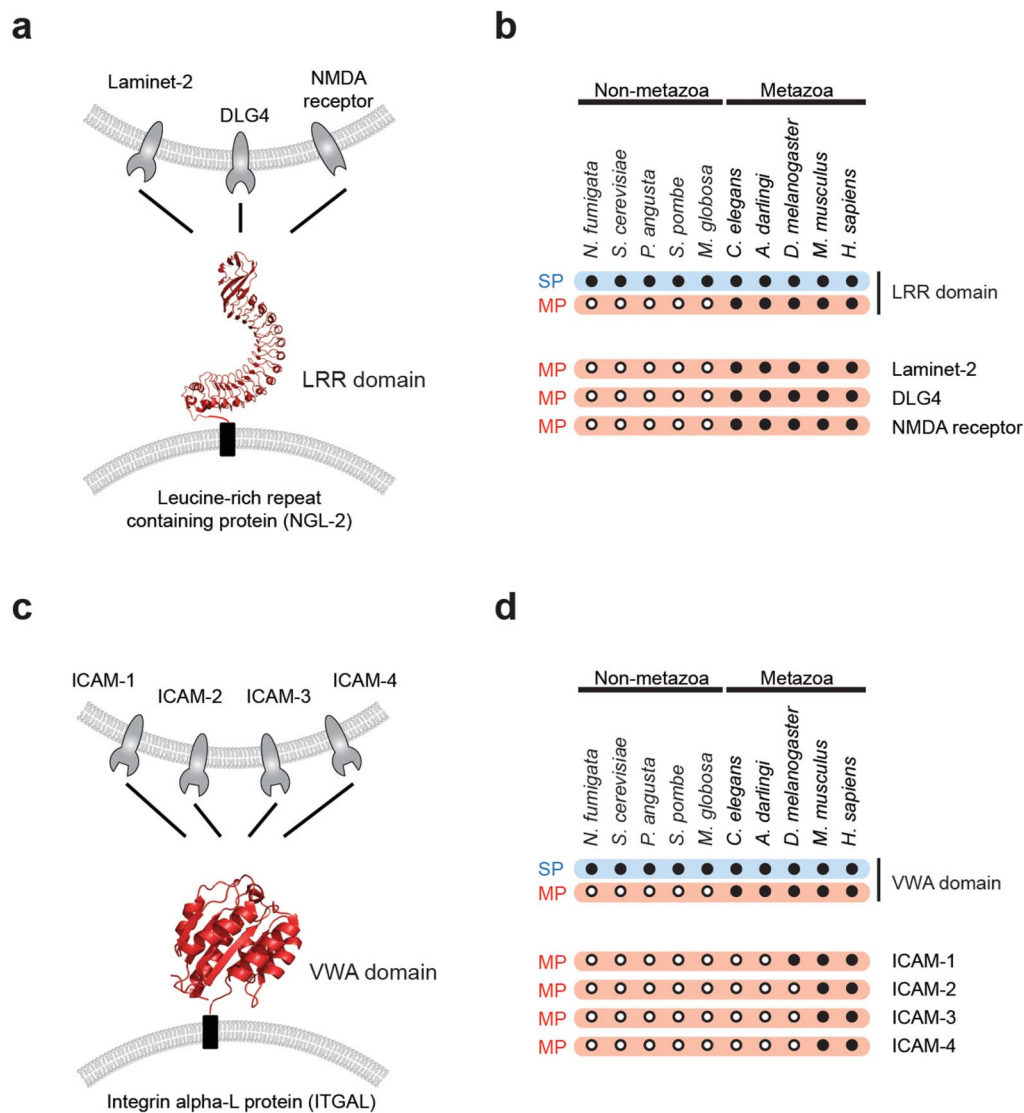 a
Laminet-2
DLG4
NMDA
receptor
LRR domain
Leucine-rich repeat
containing protein (NGL-2)
b
Non-metazoa
Metazoa
N. fumigata
S. cerevisiae
P. angusta
S. pombe
M. globosa
C. elegans
A. darlingi
D. melanogaster
M. musculus
H. sapiens
SP
MP
LRR domain
MP Laminet-2
MP DLG4
MP NMDA receptor
c
ICAM-1
ICAM-2
ICAM-3
ICAM-4
VWA domain
Integrin alpha-L protein (ITGAL)
d
Non-metazoa
Metazoa
N. fumigata
S. cerevisiae
P. angusta
S. pombe
M. globosa
C. elegans
A. darlingi
D. melanogaster
M. musculus
H. sapiens
SP
MP
VWA domain
MP ICAM-1
MP ICAM-2
MP ICAM-3
MP ICAM-4